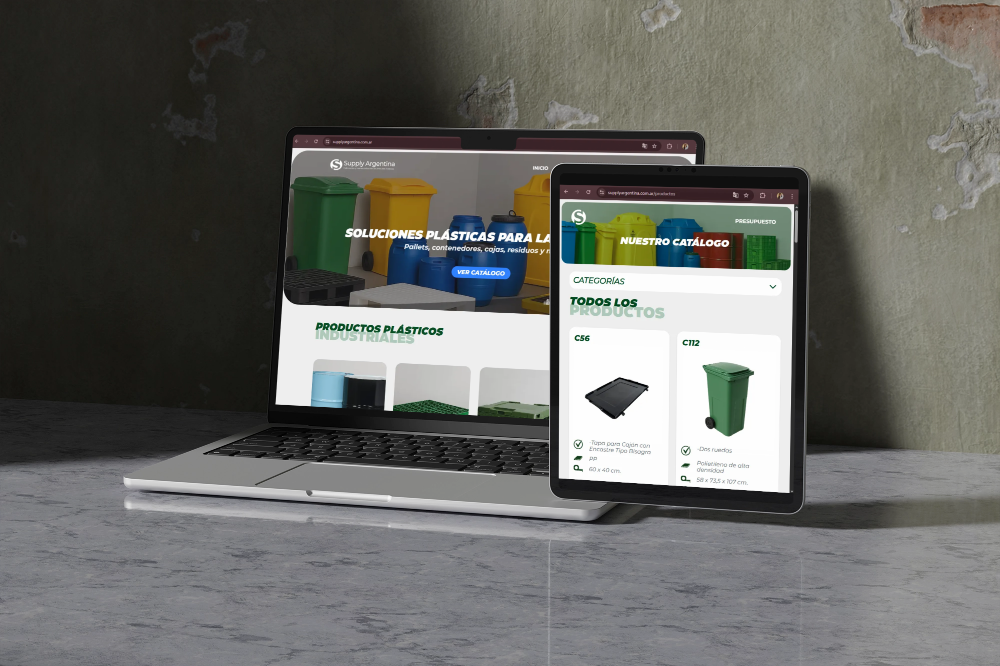 supplyargentina.com.ar
Supply Argentina
INICIO
SOLUCIONES PLÁSTICAS PARA LA
Pallets, contenedores, cajas, residuos y
VER CATÁLOGO
PRODUCTOS PLÁSTICOS
INDUSTRIALES
supplyargentina.com.ar/productos
PRESUPUESTO
NUESTRO CATÁLOGO
CATEGORÍAS
TODOS LOS
PRODUCTOS
C56
-Tapa para Cajón con
Encastre Tipo Bisagra
PP
60 x 40 cm.
C112
-Dos ruedas
Polietileno de alta
densidad
58 x 73,5 x 107 cm.